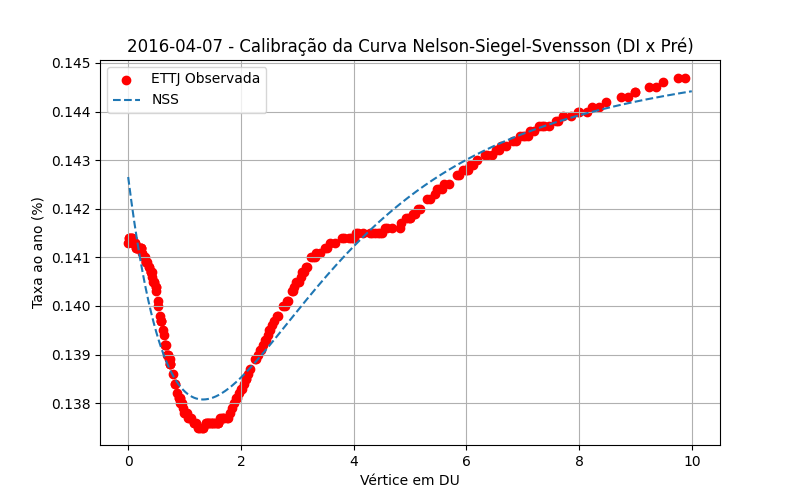 2016-04-07 - Calibração da Curva Nelson-Siegel-Svensson (DI x Pré)
ETTJ Observada
NSS
Taxa ao ano (%)
0.145
0.144
0.143
0.142
0.141
0.140
0.139
0.138
0
2
4
6
8
10
Vértice em DU